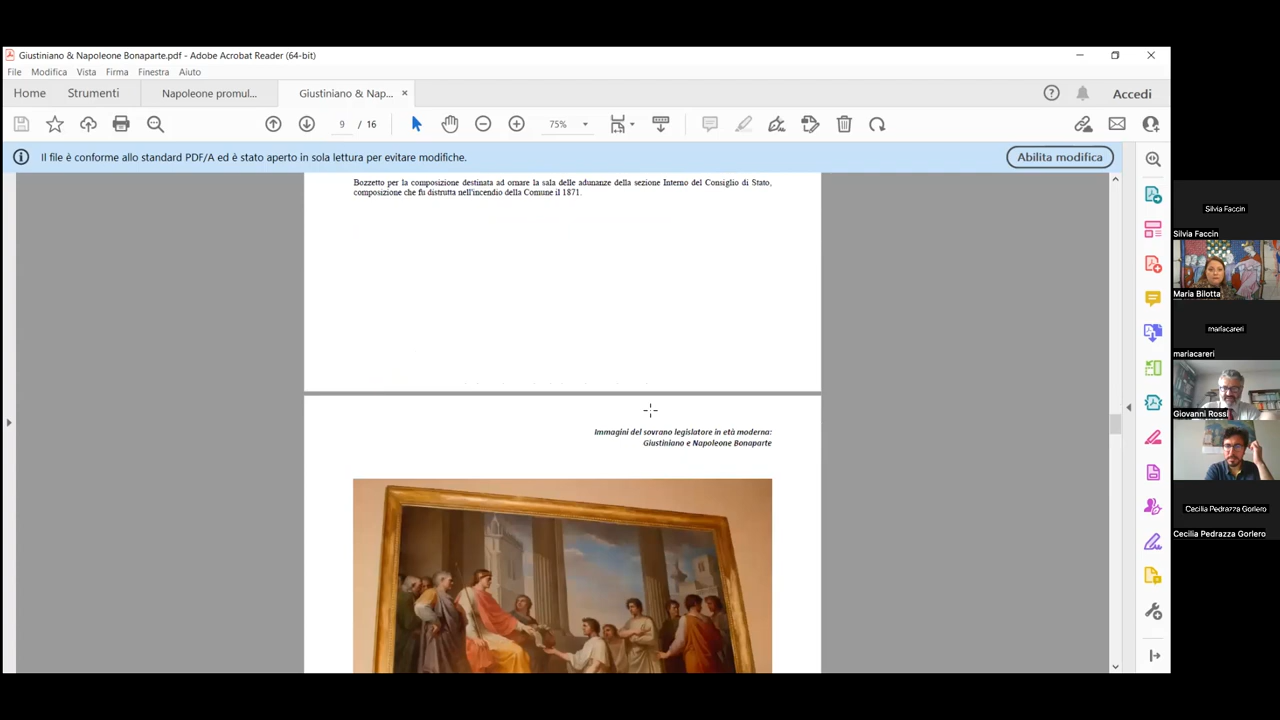 Giustiniano & Napoleone Bonaparte.pdf - Adobe Acrobat Reader (64-bit)
File Modifica Vista Firma Finestra Aiuto
Home Strumenti Napoleone promul... Giustiniano & Nap... × Accedi
9 / 16 75%
Il file è conforme allo standard PDF/A ed è stato aperto in sola lettura per evitare modifiche. Abilita modifica
Bozzetto per la composizione destinata ad ornare la sala delle adunanze della sezione Interno del Consiglio di Stato,
composizione che fu distrutta nell'incendio della Comune il 1871.
Immagini del sovrano legislatore in età moderna:
Giustiniano e Napoleone Bonaparte
Silvia Faccin
Silvia Faccin
Maria Bilotta
mariacareri
mariacareri
Giovanni Rossi
Cecilia Pedrazza Gorlero
Cecilia Pedrazza Gorlero